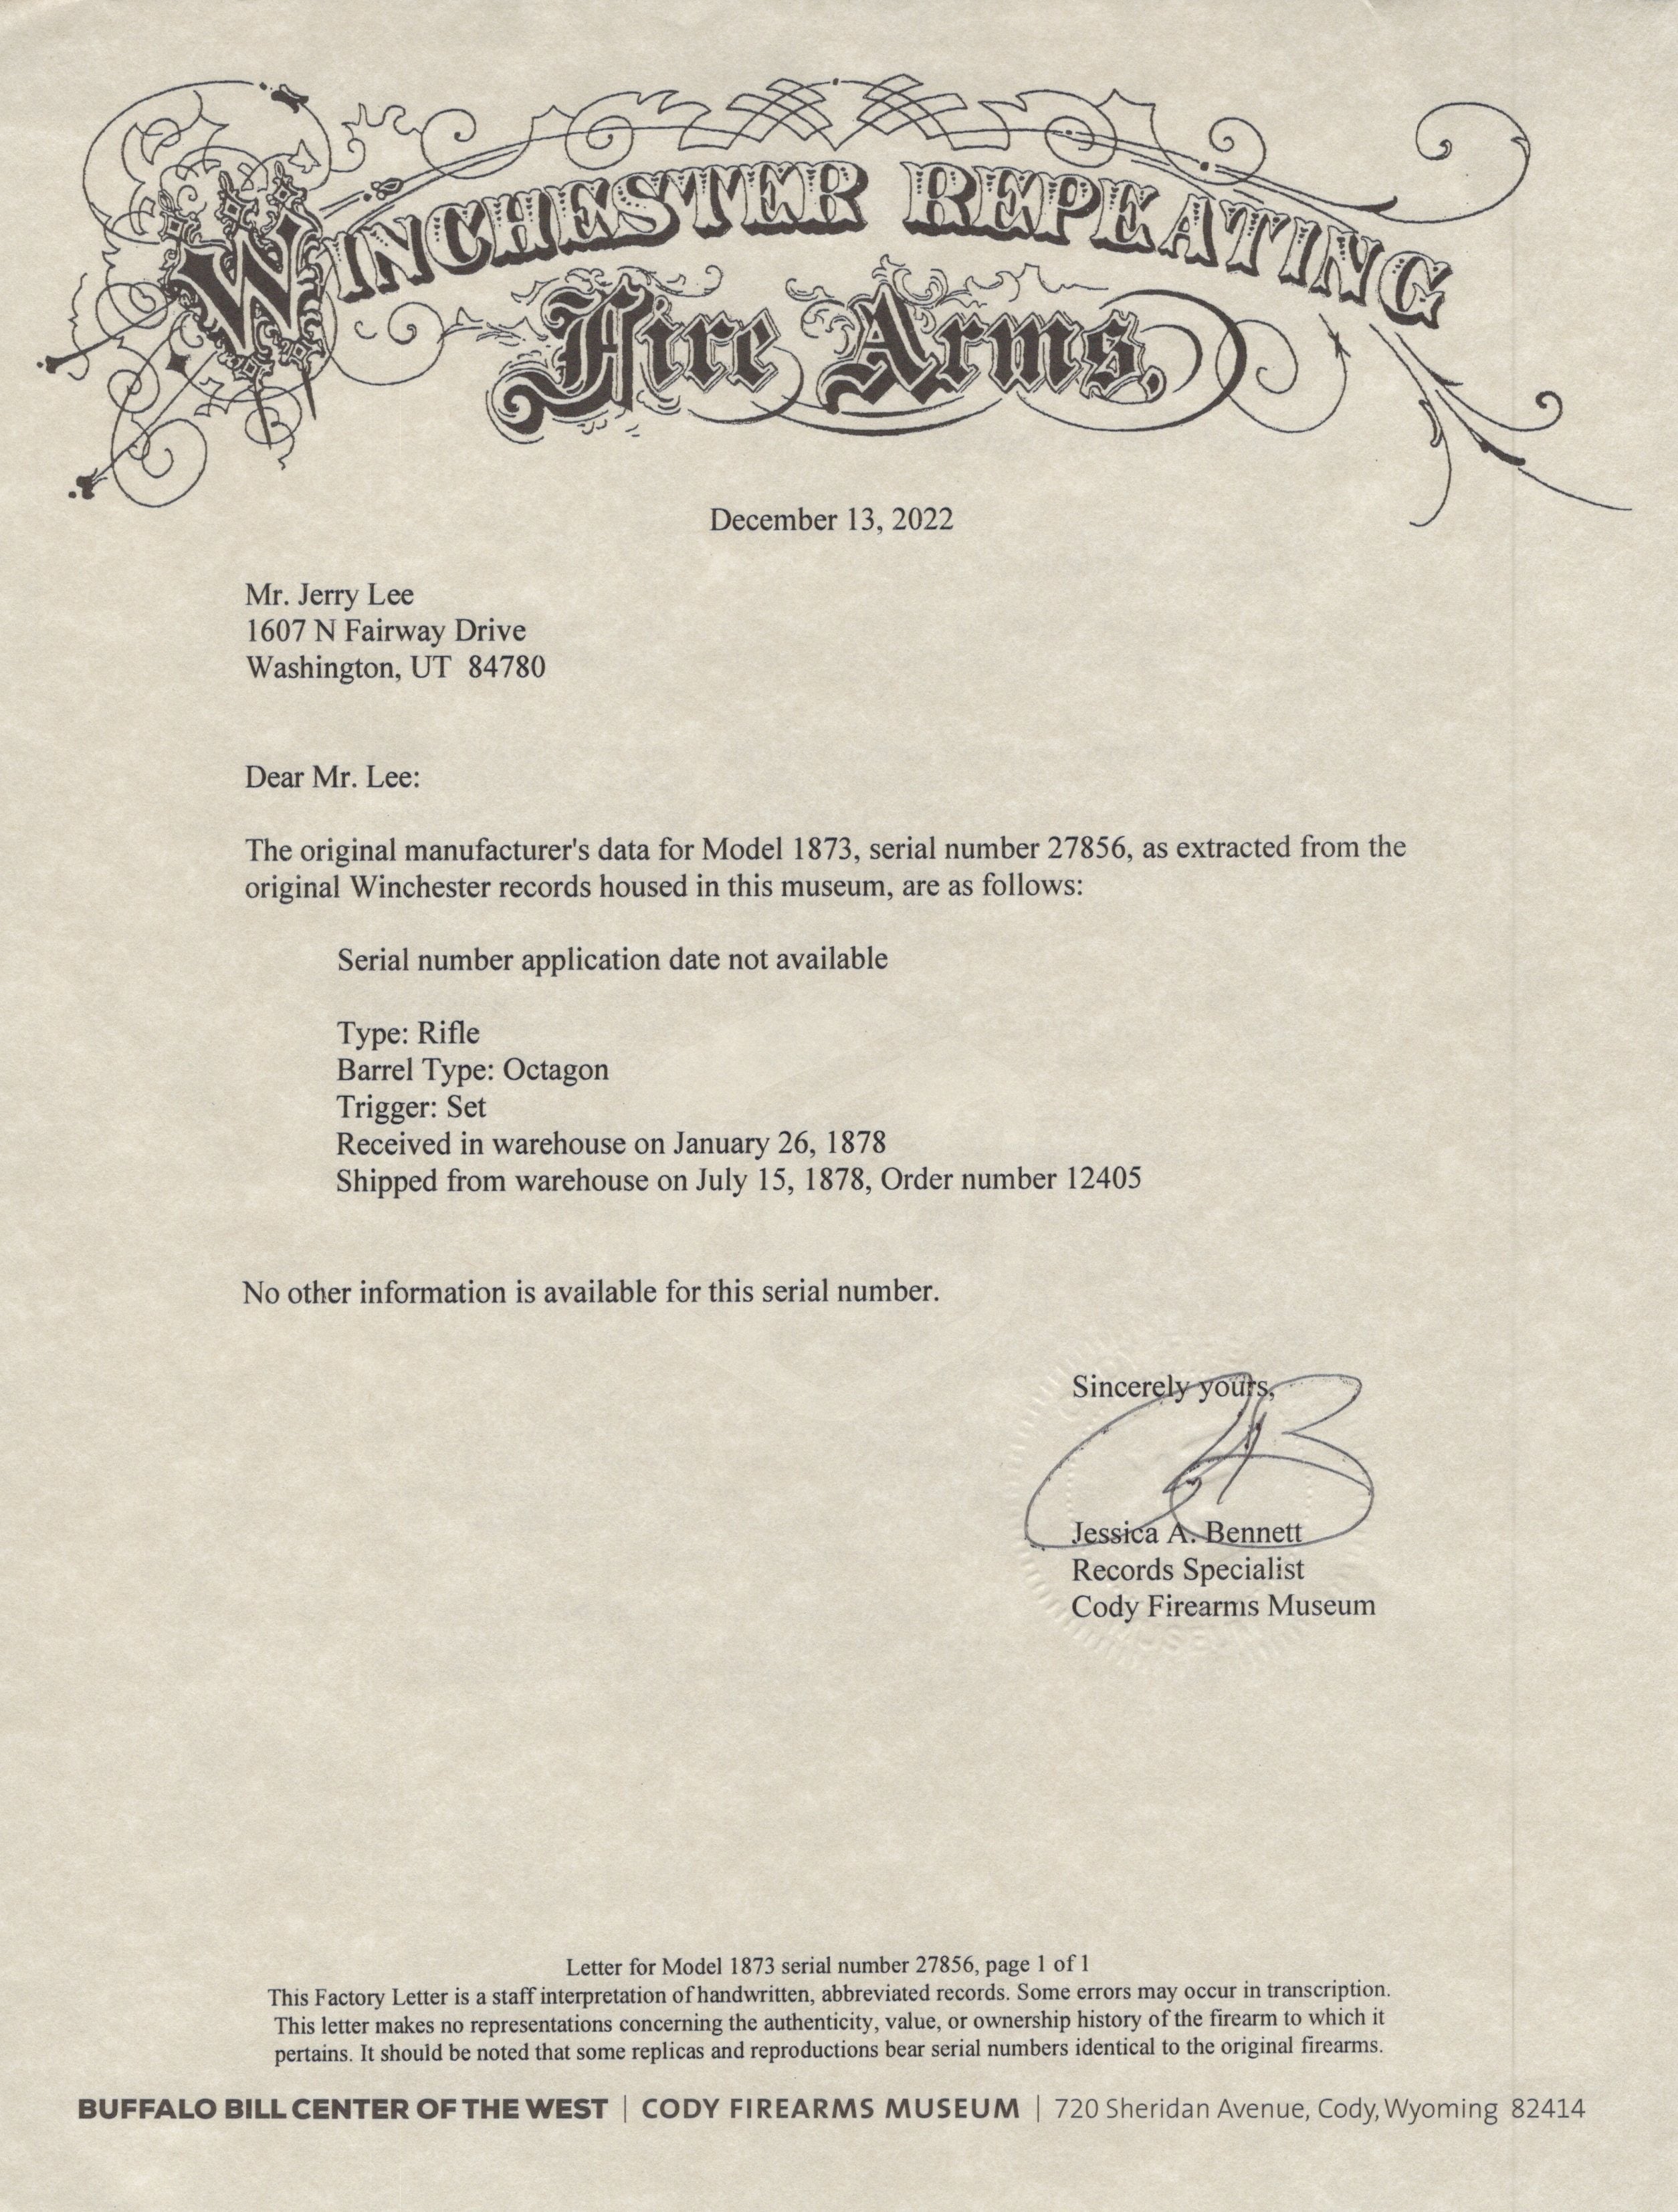 WINCHESTER REPEATING
Fire Arms,
December 13, 2022
Mr. Jerry Lee
1607 N Fairway Drive
Washington, UT 84780
Dear Mr. Lee:
The original manufacturer's data for Model 1873, serial number 27856, as extracted from the
original Winchester records housed in this museum, are as follows:
Serial number application date not available
Type: Rifle
Barrel Type: Octagon
Trigger: Set
Received in warehouse on January 26, 1878
Shipped from warehouse on July 15, 1878, Order number 12405
No other information is available for this serial number.
Sincerely yours,
Jessica A. Bennett
Records Specialist
Cody Firearms Museum
MUSEUM
Letter for Model 1873 serial number 27856, page 1 of 1
This Factory Letter is a staff interpretation of handwritten, abbreviated records. Some errors may occur in transcription.
This letter makes no representations concerning the authenticity, value, or ownership history of the firearm to which it
pertains. It should be noted that some replicas and reproductions bear serial numbers identical to the original firearms.
BUFFALO BILL CENTER OF THE WEST | CODY FIREARMS MUSEUM | 720 Sheridan Avenue, Cody, Wyoming 82414